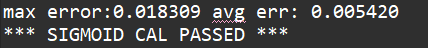 max error:0.018309 avg err: 0.005420
*** SIGMOID CAL PASSED ***